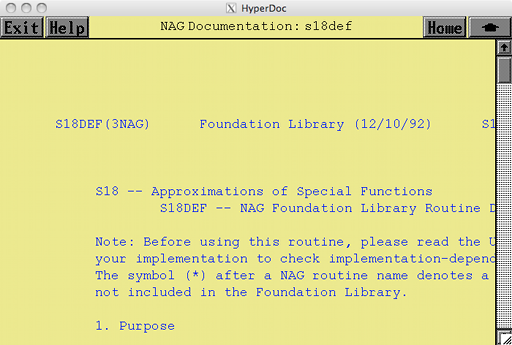 HyperDoc
Exit Help NAG Documentation: s18def Home
S18DEF(3NAG) Foundation Library (12/10/92) S1
S18 -- Approximations of Special Functions
S18DEF -- NAG Foundation Library Routine D
Note: Before using this routine, please read the U
your implementation to check implementation-depend
The symbol (*) after a NAG routine name denotes a
not included in the Foundation Library.
1. Purpose